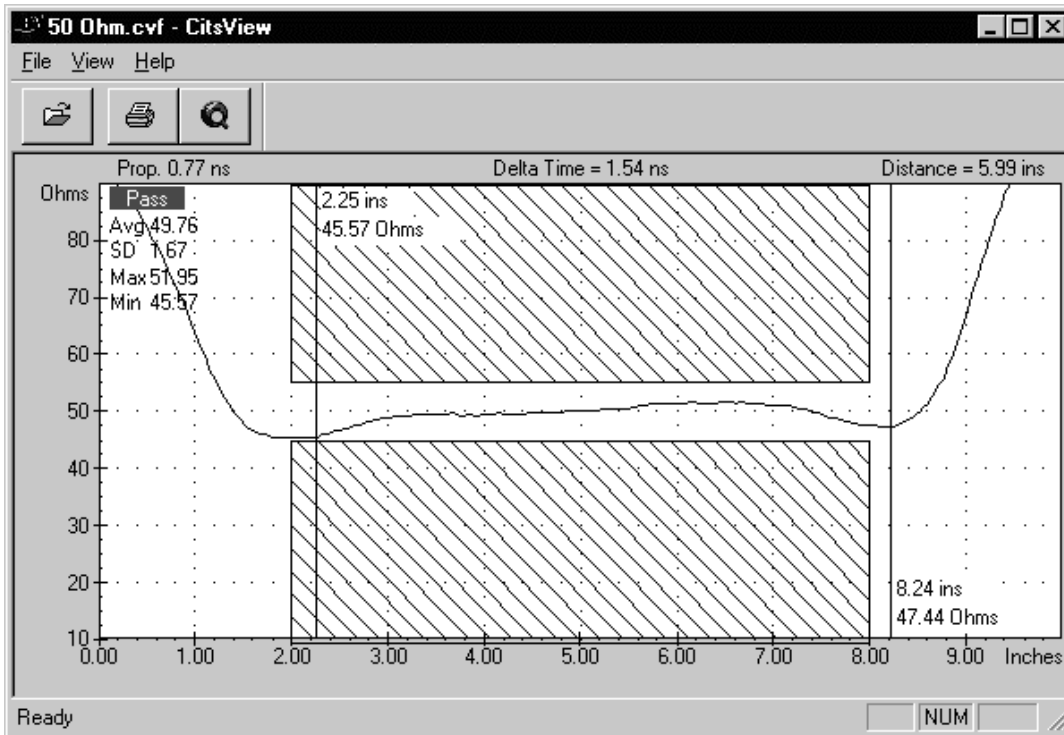 50 Ohm.cvf - CitsView
File View Help
Prop. 0.77 ns Delta Time = 1.54 ns Distance = 5.99 ins
Ohms
Pass
Avg 49.76
SD 1.67
Max 51.95
Min 45.57
2.25 ins
45.57 Ohms
80
70
60
50
40
30
20
10
8.24 ins
47.44 Ohms
0.00 1.00 2.00 3.00 4.00 5.00 6.00 7.00 8.00 9.00 Inches
Ready NUM